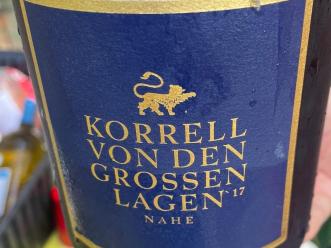 KORRELL
VON DEN
GROSSEN
LAGEN '17
NAHE